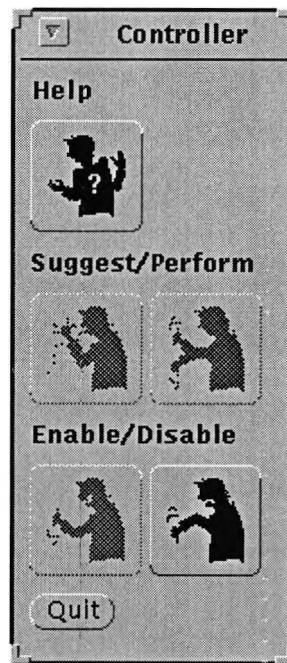 Controller
Help
?
Suggest/Perform
Enable/Disable
Quit